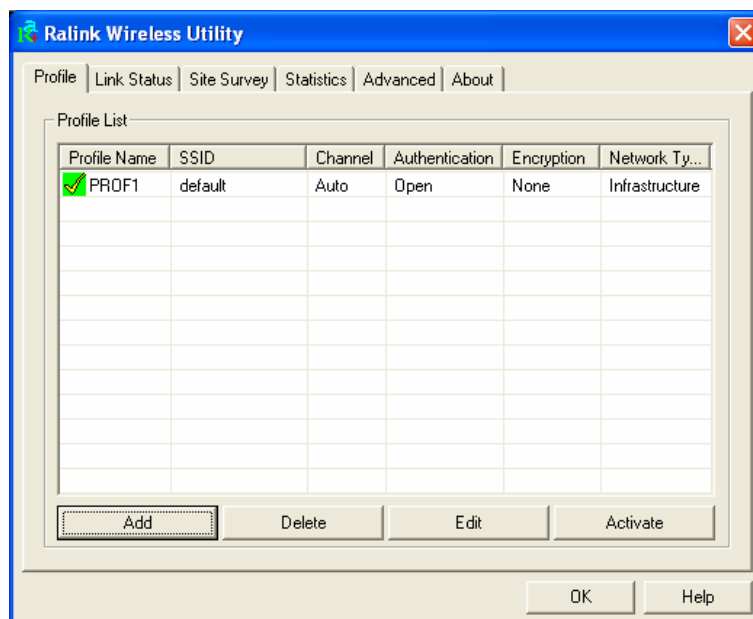 Ralink Wireless Utility
Profile Link Status Site Survey Statistics Advanced About
Profile List
Profile Name SSID Channel Authentication Encryption Network Ty...
PROF1 default Auto Open None Infrastructure
Add Delete Edit Activate
OK Help